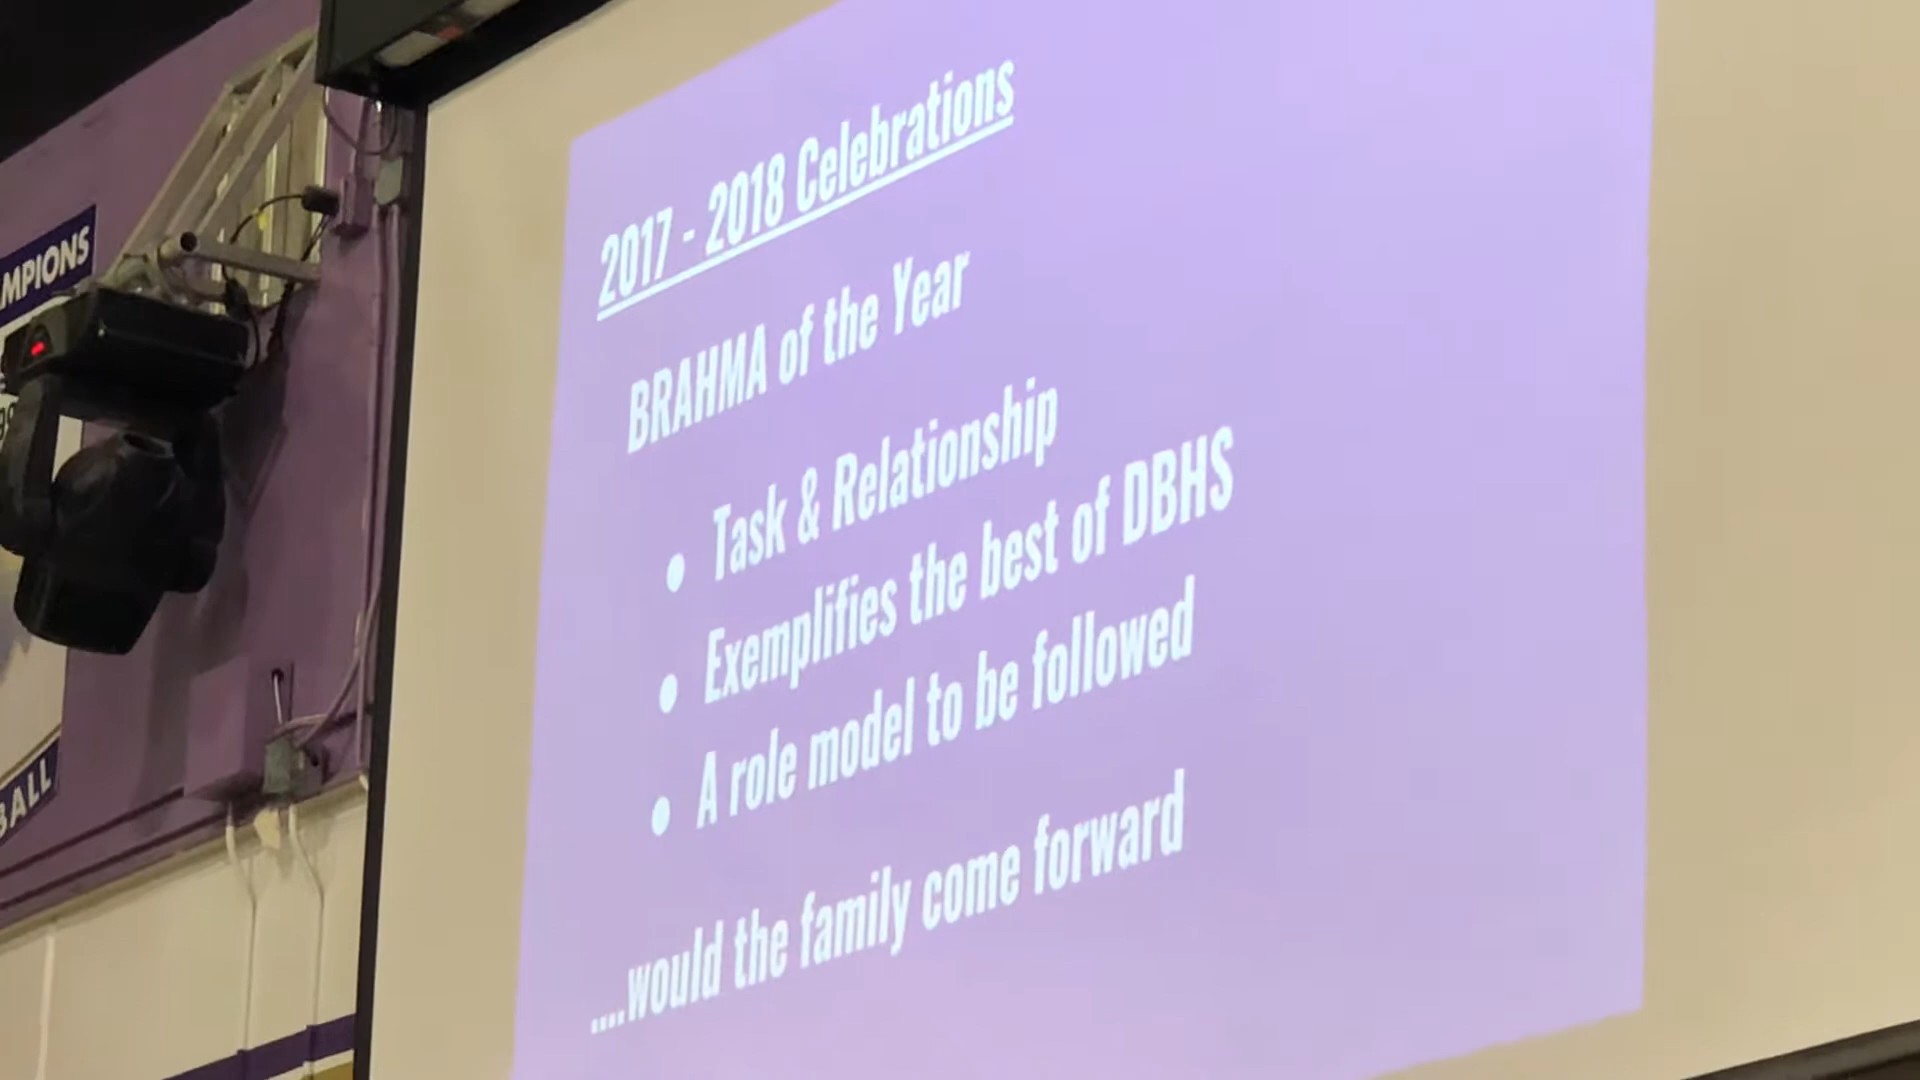 2017 - 2018 Celebrations
BRAHMA of the Year
• Task & Relationship
• Exemplifies the best of DBHS
• A role model to be followed
....would the family come forward
MPIONS
BALL